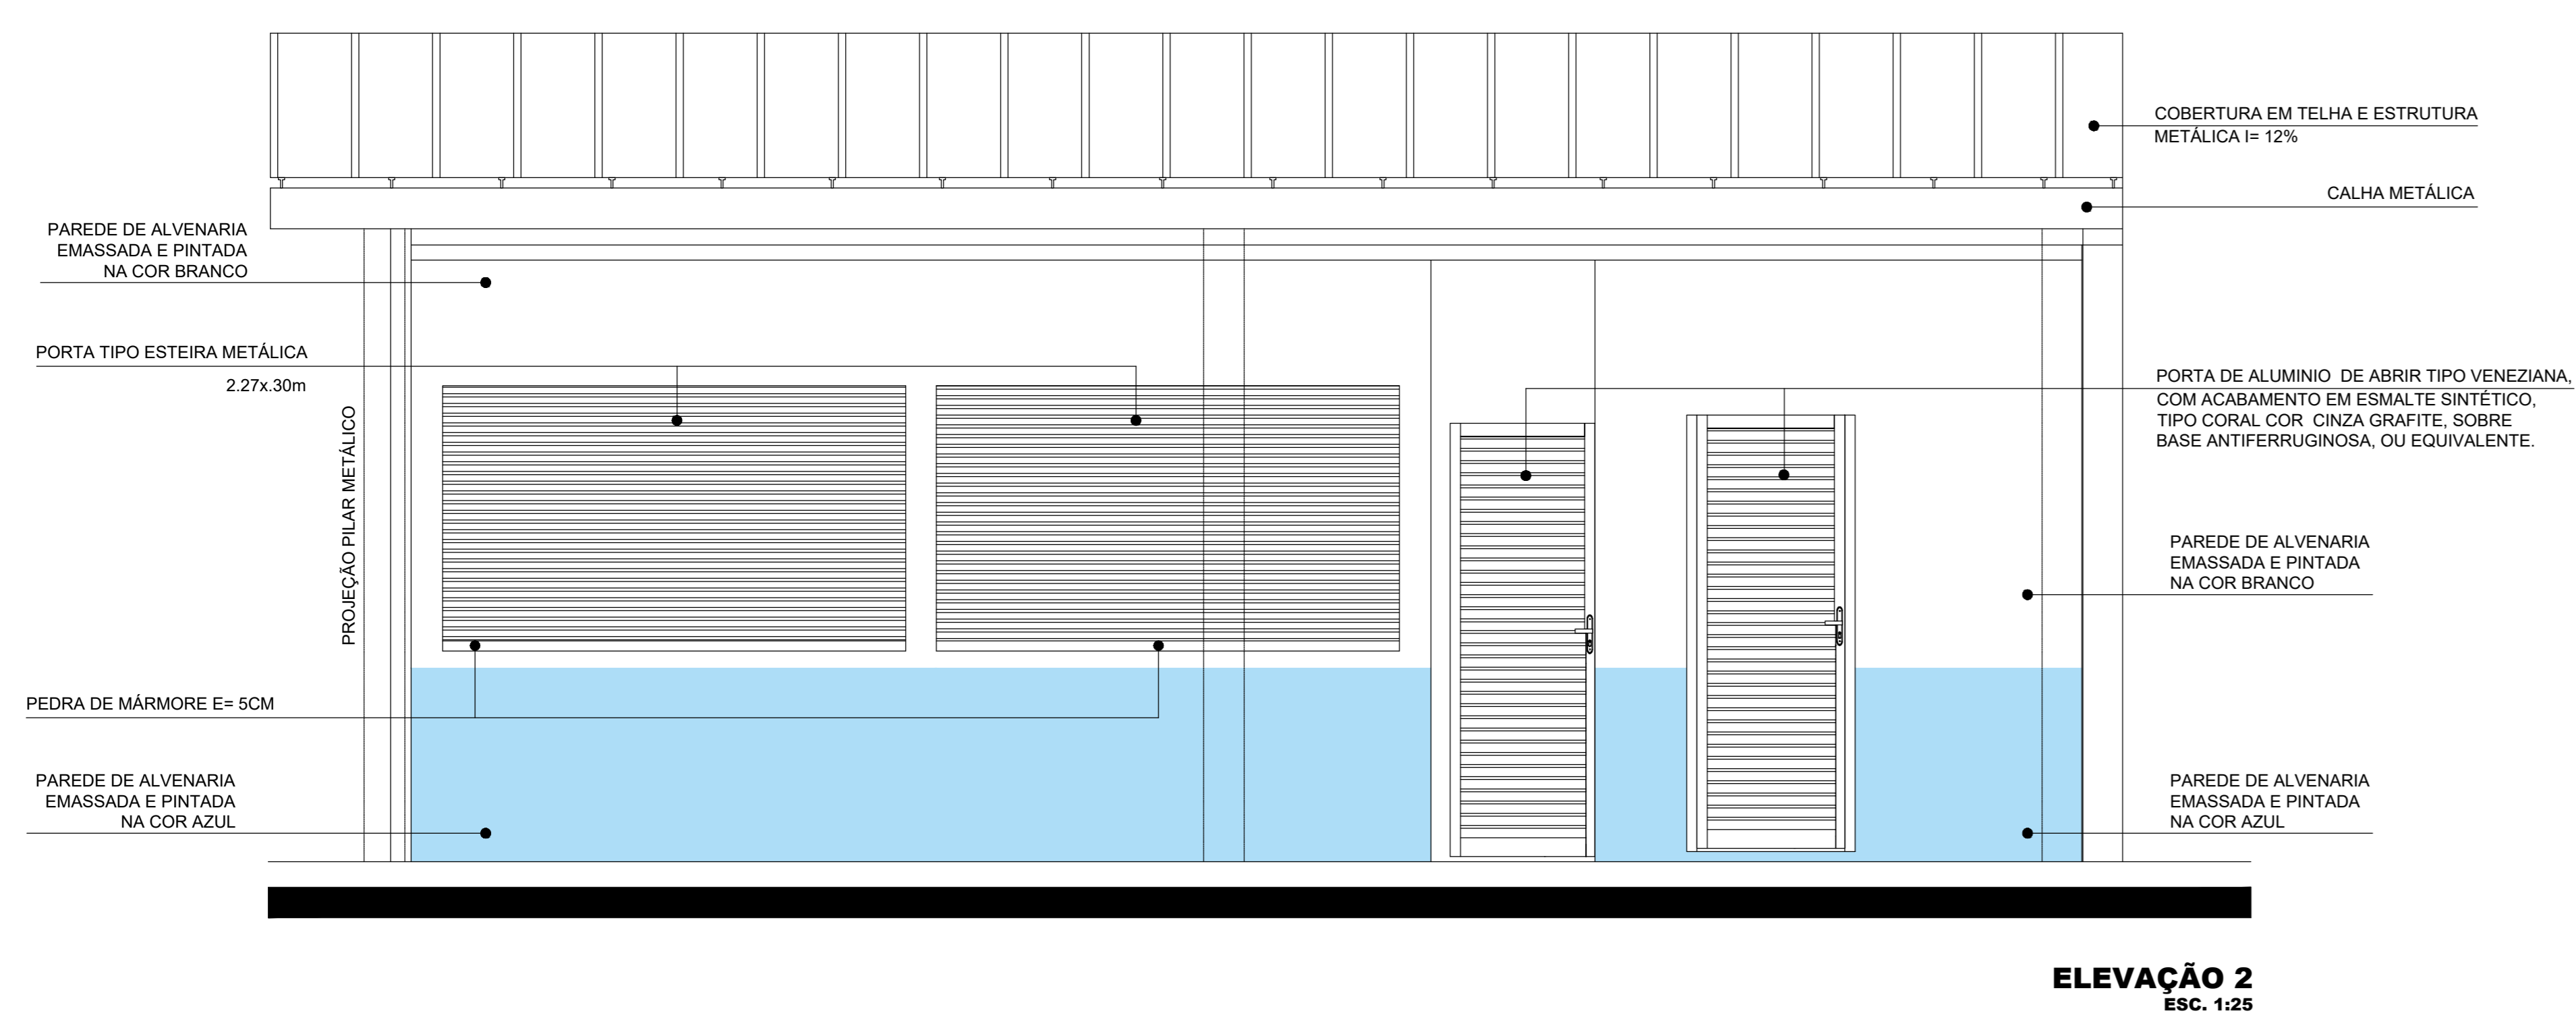 COBERTURA EM TELHA E ESTRUTURA
METÁLICA I= 12%
CALHA METÁLICA
PAREDE DE ALVENARIA
EMASSADA E PINTADA
NA COR BRANCO
PORTA TIPO ESTEIRA METÁLICA
2.27x.30m
PROJEÇÃO PILAR METÁLICO
PORTA DE ALUMINIO DE ABRIR TIPO VENEZIANA,
COM ACABAMENTO EM ESMALTE SINTÉTICO,
TIPO CORAL COR CINZA GRAFITE, SOBRE
BASE ANTIFERRUGINOSA, OU EQUIVALENTE.
PAREDE DE ALVENARIA
EMASSADA E PINTADA
NA COR BRANCO
PEDRA DE MÁRMORE E= 5CM
PAREDE DE ALVENARIA
EMASSADA E PINTADA
NA COR AZUL
PAREDE DE ALVENARIA
EMASSADA E PINTADA
NA COR AZUL
ELEVAÇÃO 2
ESC. 1:25